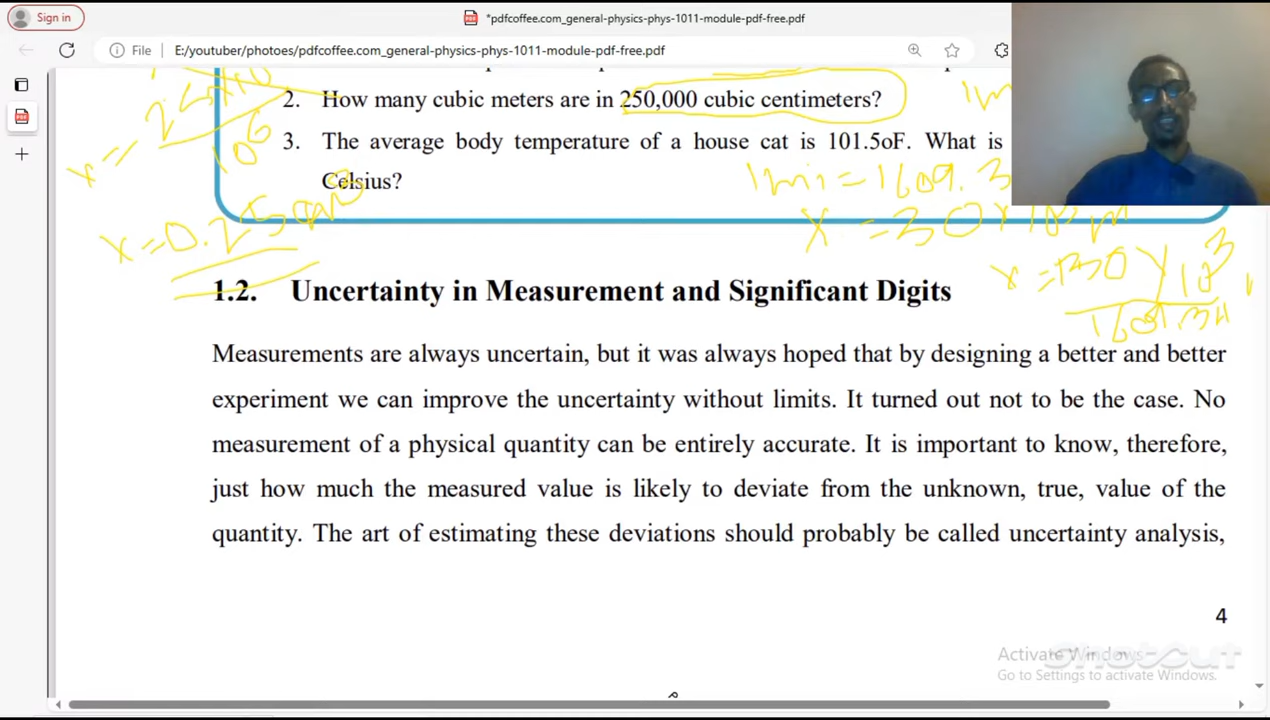 Sign in
*pdfcoffee.com_general-physics-phys-1011-module-pdf-free.pdf
File E:/youtuber/photoes/pdfcoffee.com_general-physics-phys-1011-module-pdf-free.pdf
2. How many cubic meters are in 250,000 cubic centimeters?
3. The average body temperature of a house cat is 101.5oF. What is
Celsius?
1mi = 1609.3
x = 0.25
1.2. Uncertainty in Measurement and Significant Digits
Measurements are always uncertain, but it was always hoped that by designing a better and better
experiment we can improve the uncertainty without limits. It turned out not to be the case. No
measurement of a physical quantity can be entirely accurate. It is important to know, therefore,
just how much the measured value is likely to deviate from the unknown, true, value of the
quantity. The art of estimating these deviations should probably be called uncertainty analysis,
4
Activate Windows
Go to Settings to activate Windows.